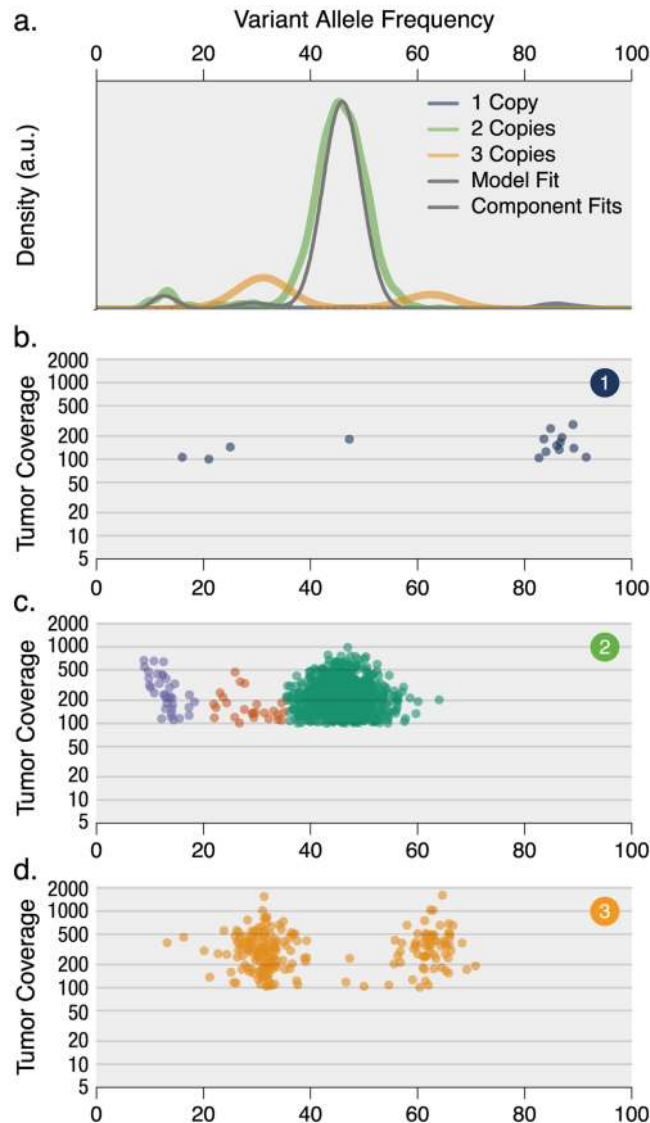 a.
Variant Allele Frequency
0 20 40 60 80 100
Density (a.u.)
1 Copy
2 Copies
3 Copies
Model Fit
Component Fits
b.
Tumor Coverage
2000
1000
500
200
100
50
20
10
5
1
0 20 40 60 80 100
c.
Tumor Coverage
2000
1000
500
200
100
50
20
10
5
2
0 20 40 60 80 100
d.
Tumor Coverage
2000
1000
500
200
100
50
20
10
5
3
0 20 40 60 80 100